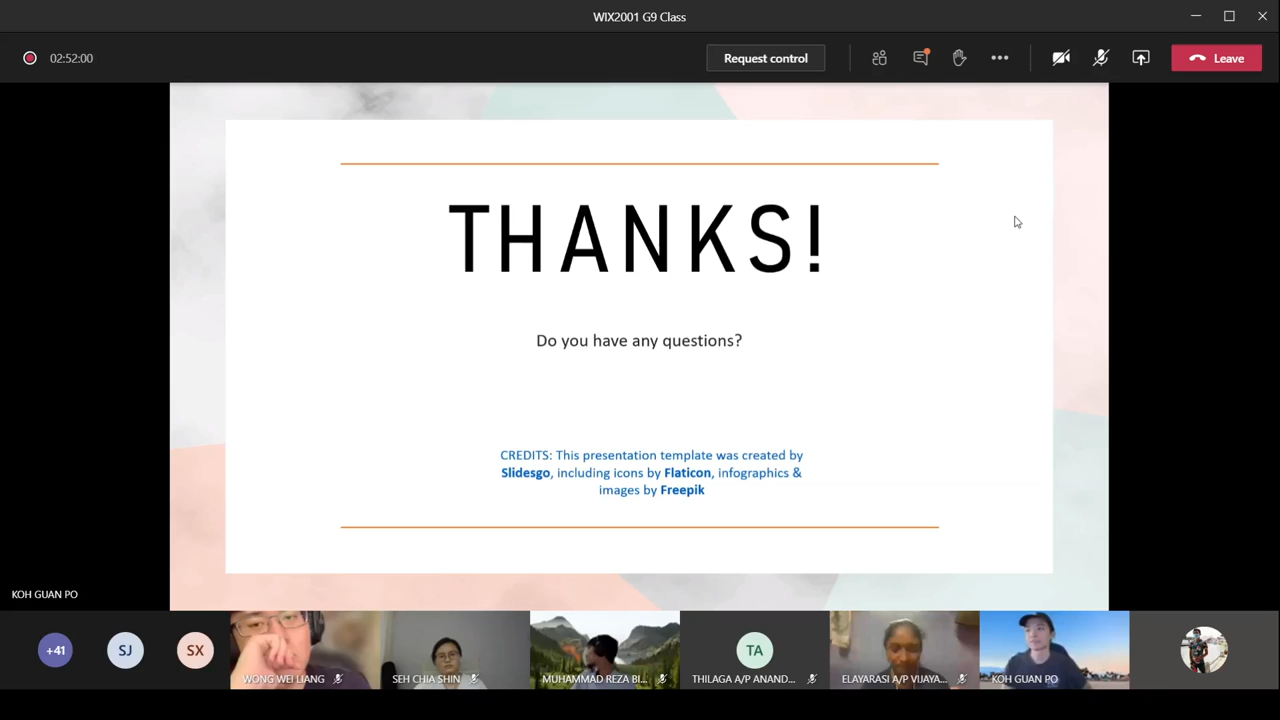 WIX2001 G9 Class
02:52:00
Request control
Leave
THANKS!
Do you have any questions?
CREDITS: This presentation template was created by
Slidesgo, including icons by Flaticon, infographics &
images by Freepik
KOH GUAN PO
+41
SJ
SX
TA
WONG WEI LIANG
SEH CHIA SHIN
MUHAMMAD REZA BI...
THILAGA A/P ANAND...
ELAYARASI A/P VIJAYA...
KOH GUAN PO